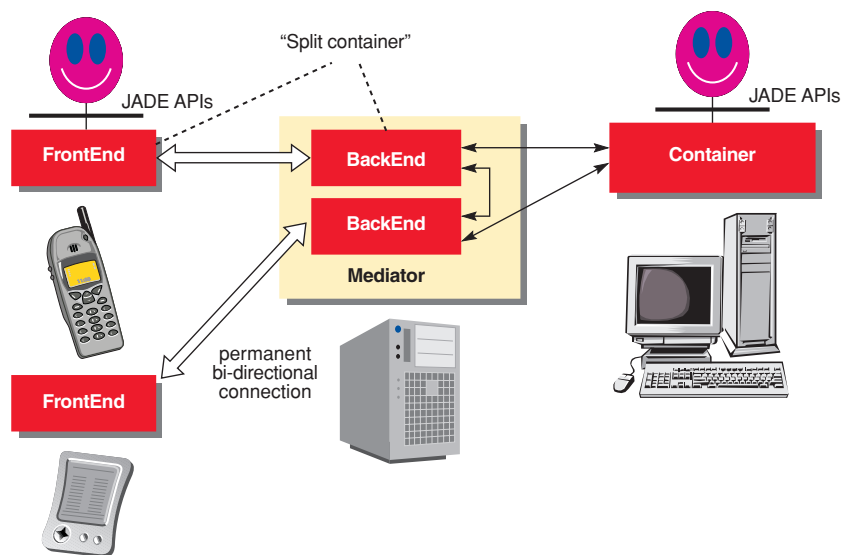 “Split container”
JADE APIs
JADE APIs
FrontEnd
BackEnd
Container
BackEnd
Mediator
permanent
bi-directional
connection
FrontEnd